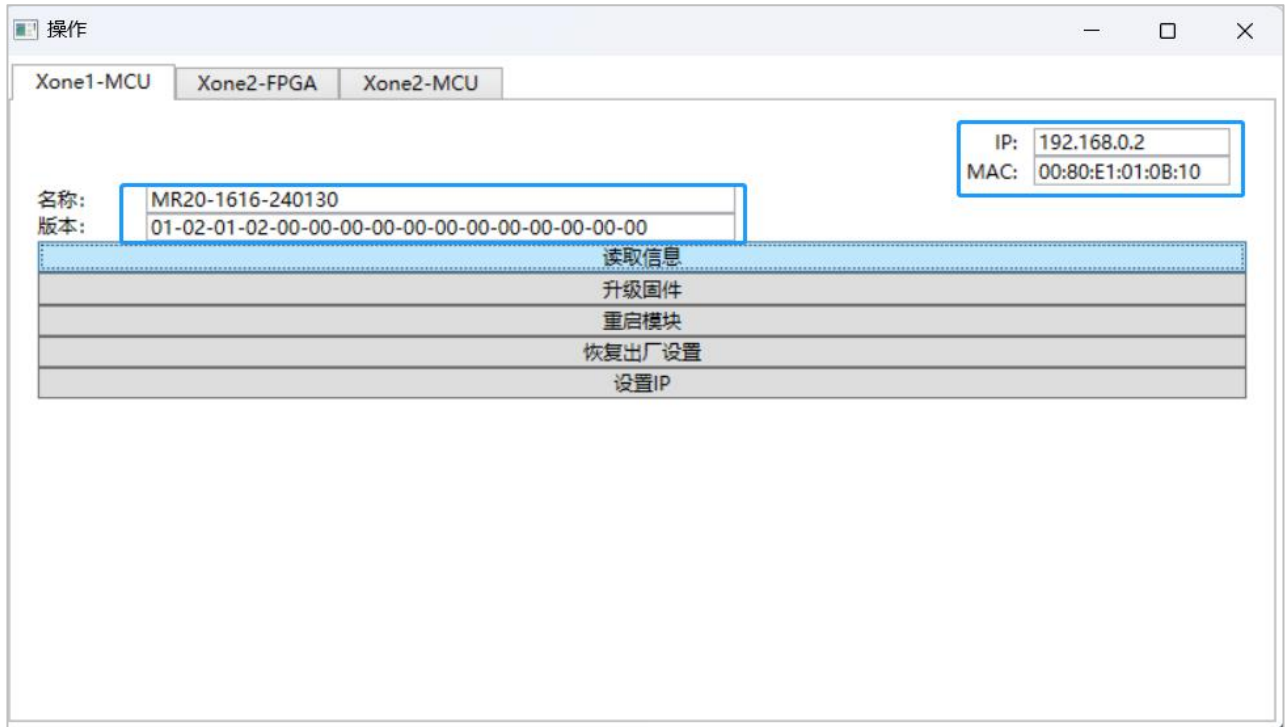 操作
Xone1-MCU Xone2-FPGA Xone2-MCU
IP: 192.168.0.2
MAC: 00:80:E1:01:0B:10
名称: MR20-1616-240130
版本: 01-02-01-02-00-00-00-00-00-00-00-00-00-00-00-00
读取信息
升级固件
重启模块
恢复出厂设置
设置IP